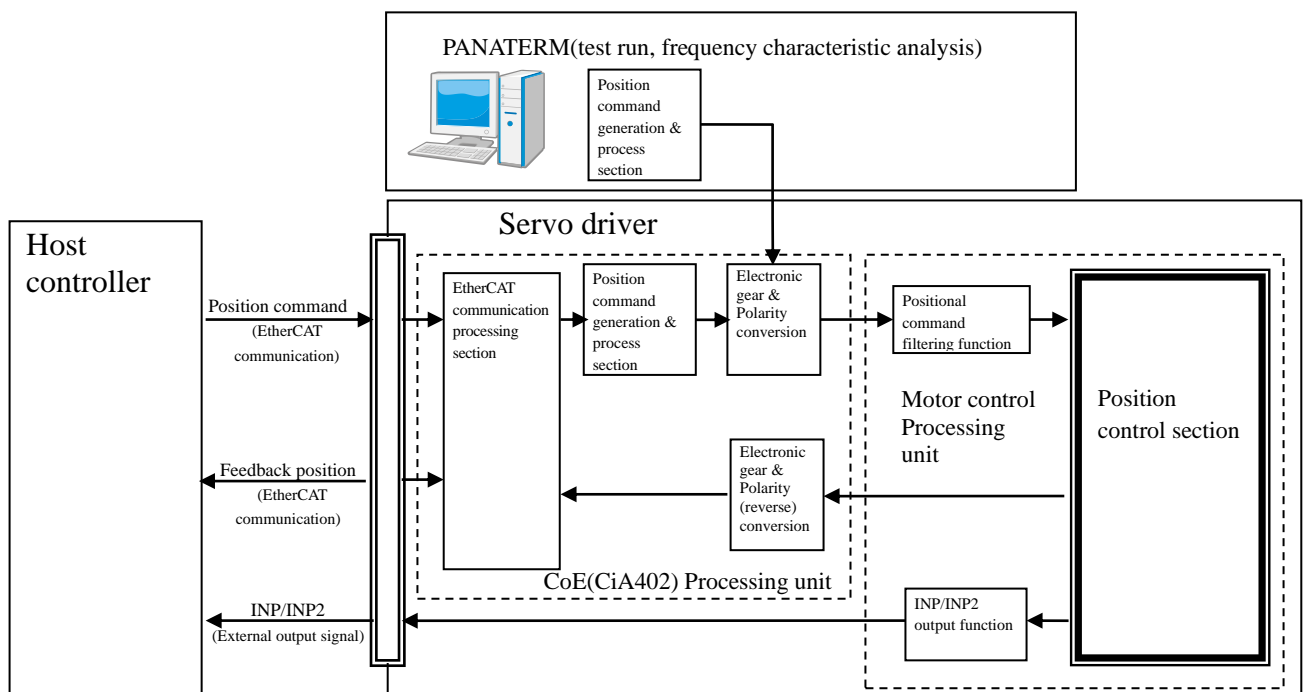 PANATERM(test run, frequency characteristic analysis)
Position
command
generation &
process
section
Servo driver
Host
controller
Position command
(EtherCAT
communication)
EtherCAT
communication
processing
section
Position
command
generation &
process
section
Electronic
gear &
Polarity
conversion
Positional
command
filtering function
Motor control
Processing
unit
Position
control section
Feedback position
(EtherCAT
communication)
Electronic
gear &
Polarity
(reverse)
conversion
CoE(CiA402) Processing unit
INP/INP2
(External output signal)
INP/INP2
output function